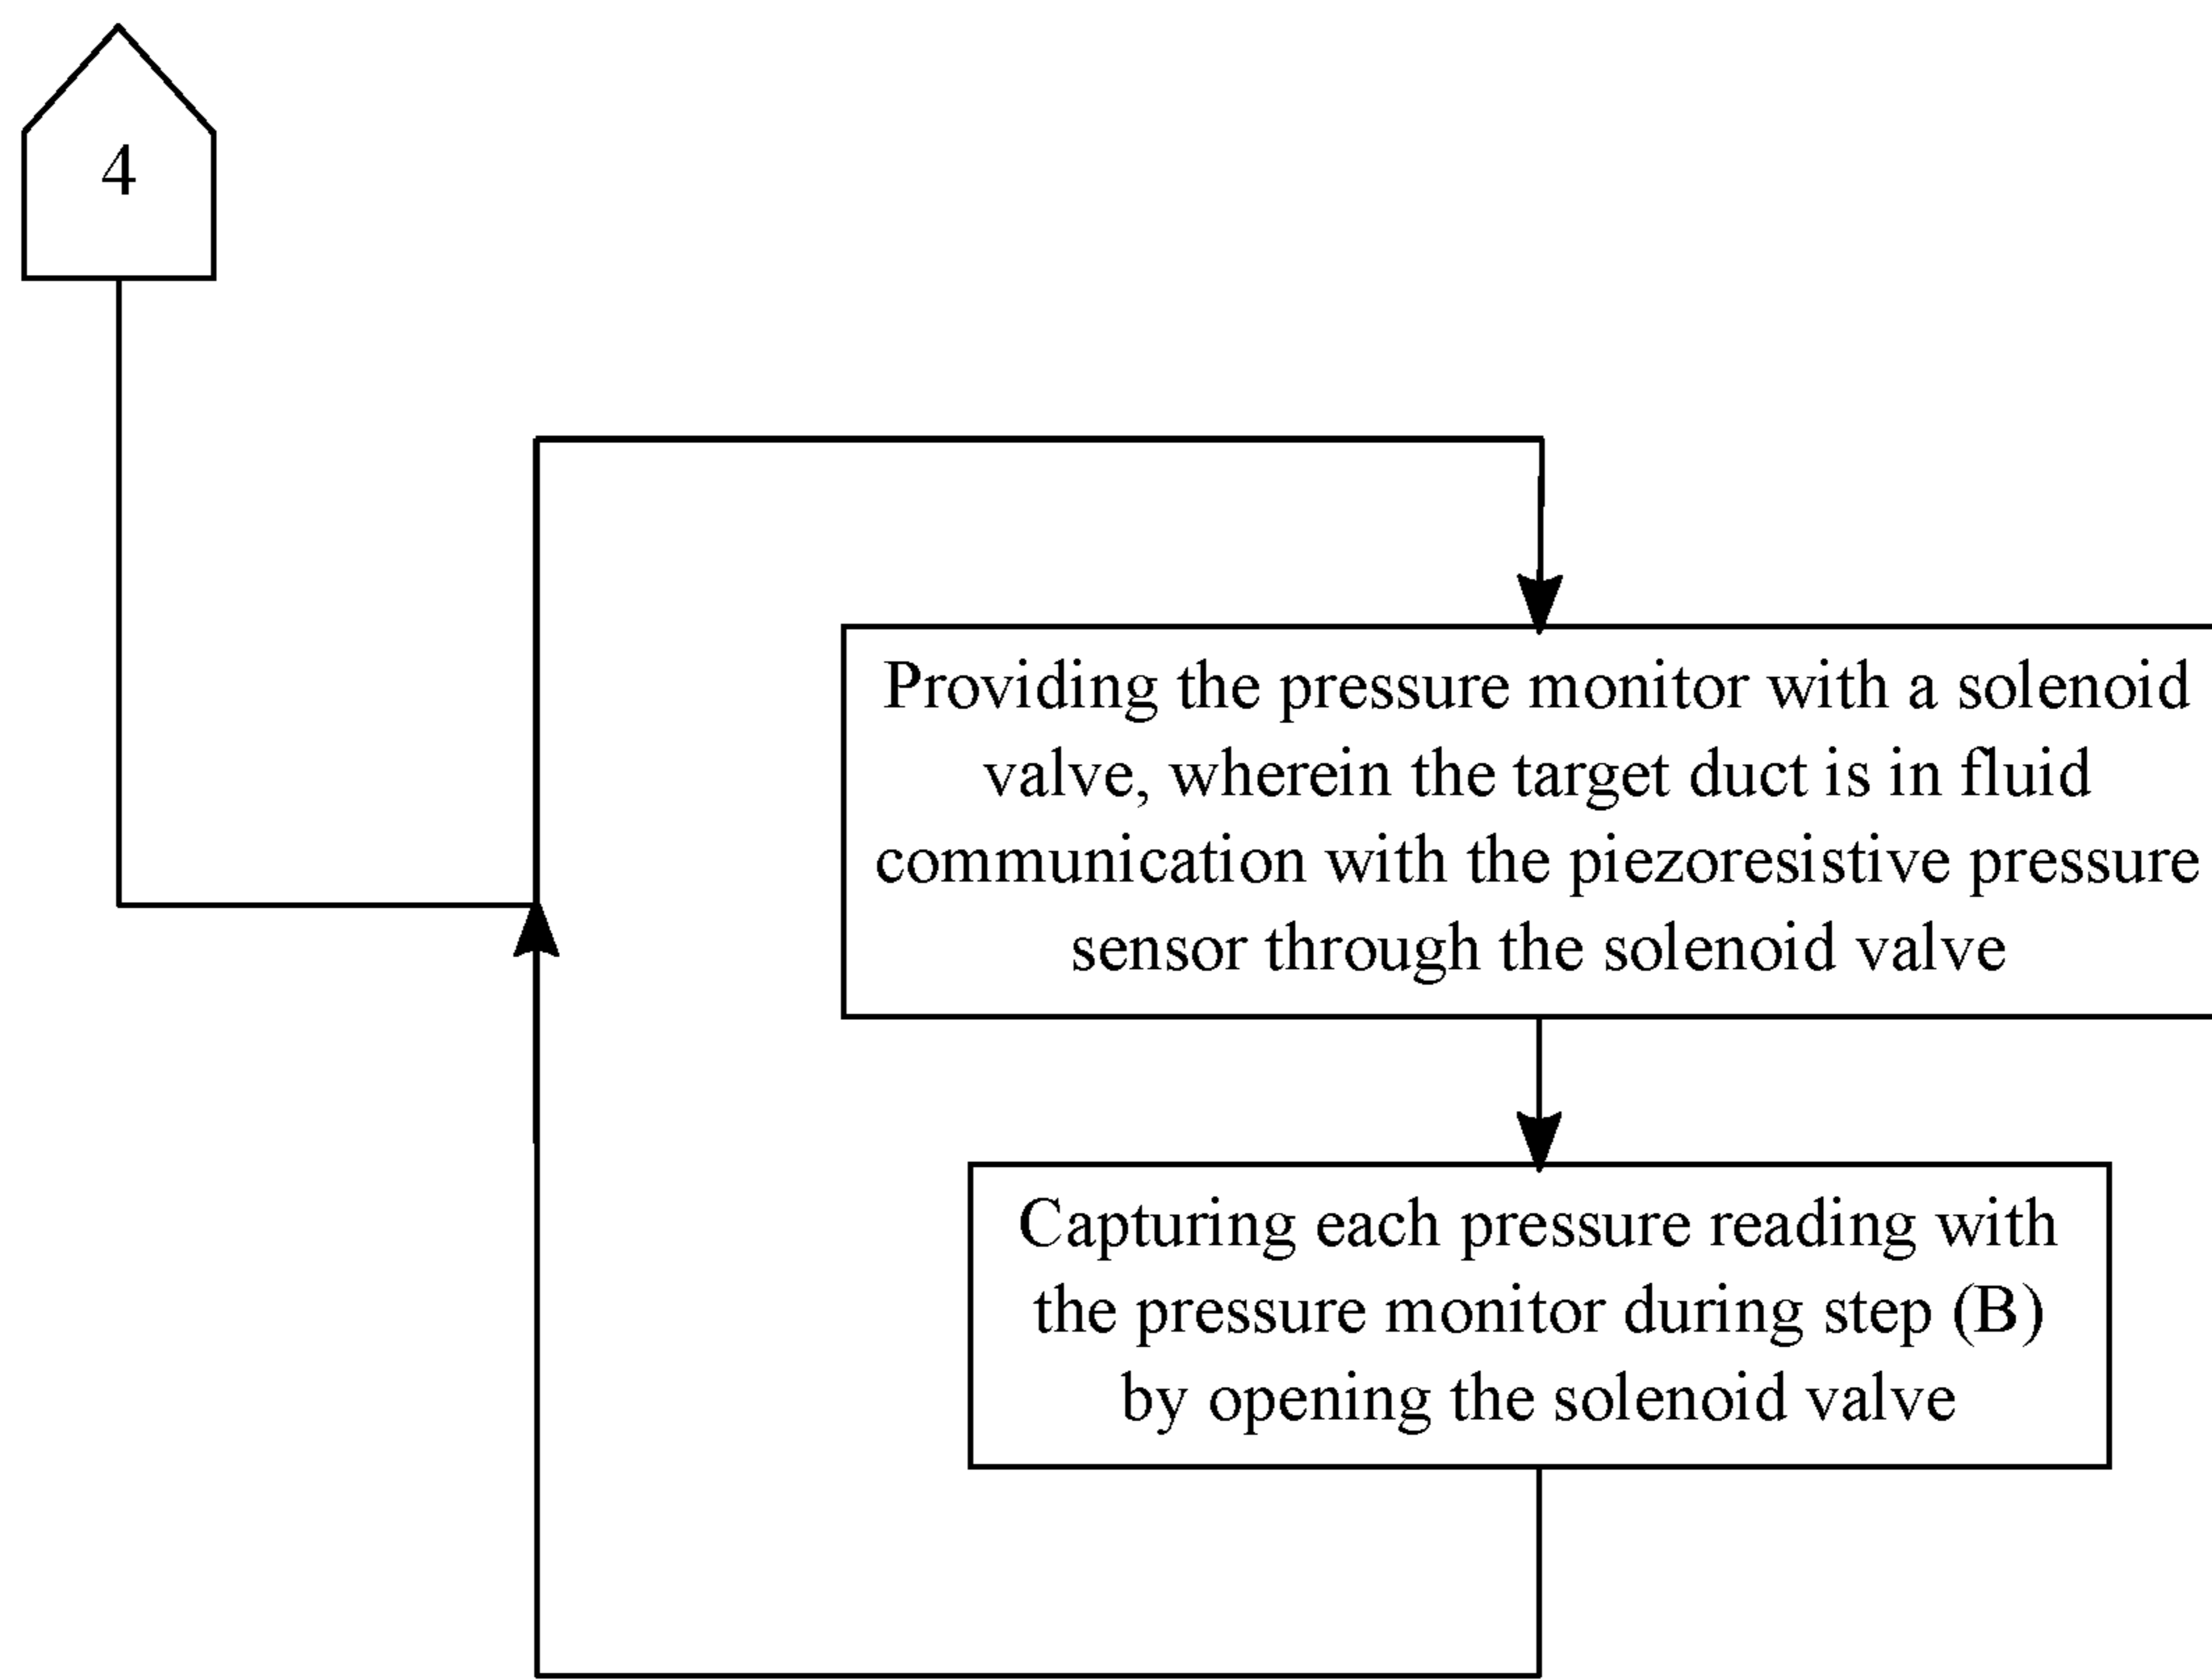 4
Providing the pressure monitor with a solenoid
valve, wherein the target duct is in fluid
communication with the piezoresistive pressure
sensor through the solenoid valve
Capturing each pressure reading with
the pressure monitor during step (B)
by opening the solenoid valve